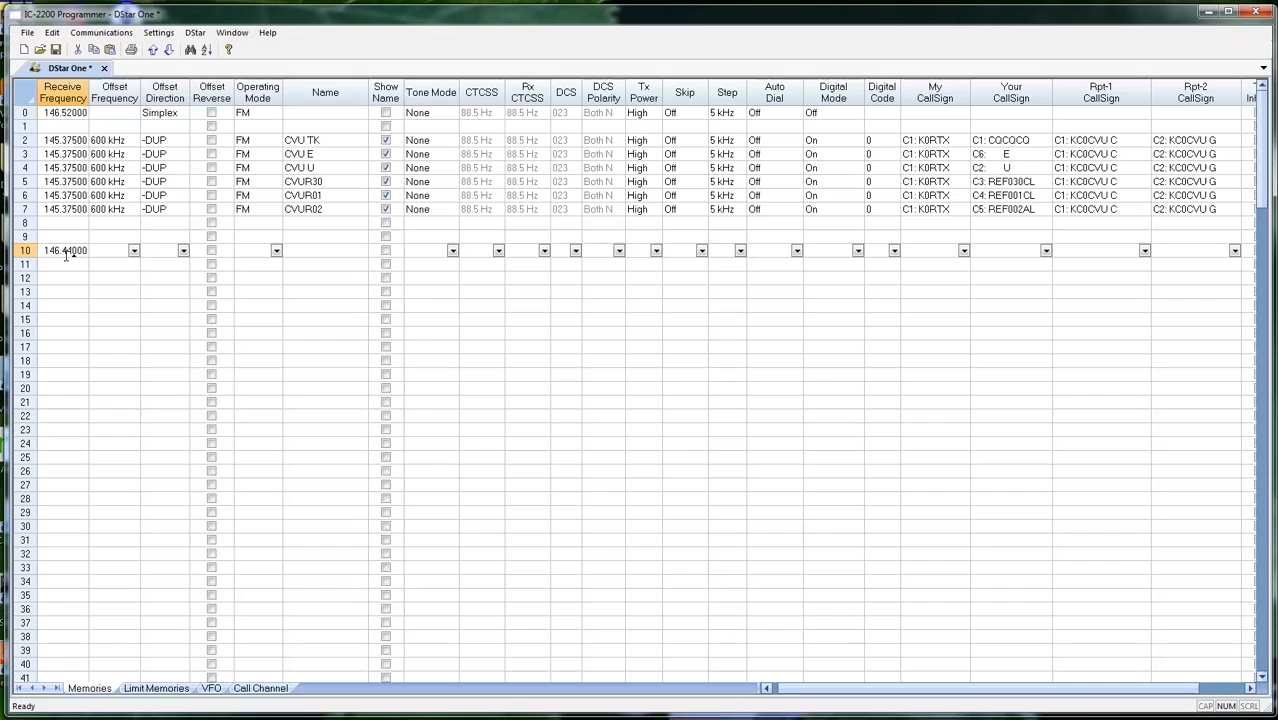 IC-2200 Programmer - DStar One *
File Edit Communications Settings DStar Window Help
DStar One *
Receive Frequency Offset Frequency Offset Direction Offset Reverse Operating Mode Name Show Name Tone Mode CTCSS Rx CTCSS DCS DCS Polarity Tx Power Skip Step Auto Dial Digital Mode Digital Code My CallSign Your CallSign Rpt-1 CallSign Rpt-2 CallSign
0 146.52000 Simplex FM None 88.5 Hz 88.5 Hz 023 Both N High Off 5 kHz Off Off
1
2 145.37500 600 kHz -DUP FM CVU TK None 88.5 Hz 88.5 Hz 023 Both N High Off 5 kHz Off On 0 C1: K0RTX C1: CQCQCQ C1: KC0CVU C C2: KC0CVU G
3 145.37500 600 kHz -DUP FM CVU E None 88.5 Hz 88.5 Hz 023 Both N High Off 5 kHz Off On 0 C1: K0RTX C6: E C1: KC0CVU C C2: KC0CVU G
4 145.37500 600 kHz -DUP FM CVU U None 88.5 Hz 88.5 Hz 023 Both N High Off 5 kHz Off On 0 C1: K0RTX C2: U C1: KC0CVU C C2: KC0CVU G
5 145.37500 600 kHz -DUP FM CVUR30 None 88.5 Hz 88.5 Hz 023 Both N High Off 5 kHz Off On 0 C1: K0RTX C3: REF030CL C1: KC0CVU C C2: KC0CVU G
6 145.37500 600 kHz -DUP FM CVUR01 None 88.5 Hz 88.5 Hz 023 Both N High Off 5 kHz Off On 0 C1: K0RTX C4: REF001CL C1: KC0CVU C C2: KC0CVU G
7 145.37500 600 kHz -DUP FM CVUR02 None 88.5 Hz 88.5 Hz 023 Both N High Off 5 kHz Off On 0 C1: K0RTX C5: REF002AL C1: KC0CVU C C2: KC0CVU G
8
9
10 146.44000
11
12
13
14
15
16
17
18
19
20
21
22
23
24
25
26
27
28
29
30
31
32
33
34
35
36
37
38
39
40
41
Memories Limit Memories VFO Call Channel
Ready CAP NUM SCRL